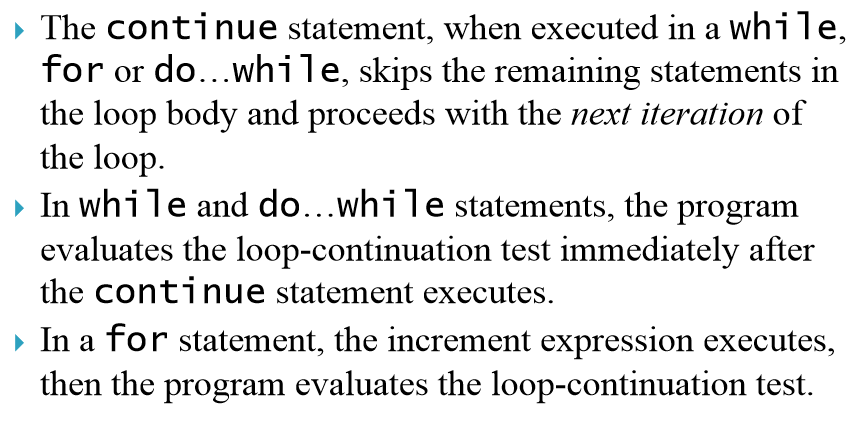 The continue statement, when executed in a while,
for or do…while, skips the remaining statements in
the loop body and proceeds with the next iteration of
the loop.
In while and do…while statements, the program
evaluates the loop-continuation test immediately after
the continue statement executes.
In a for statement, the increment expression executes,
then the program evaluates the loop-continuation test.